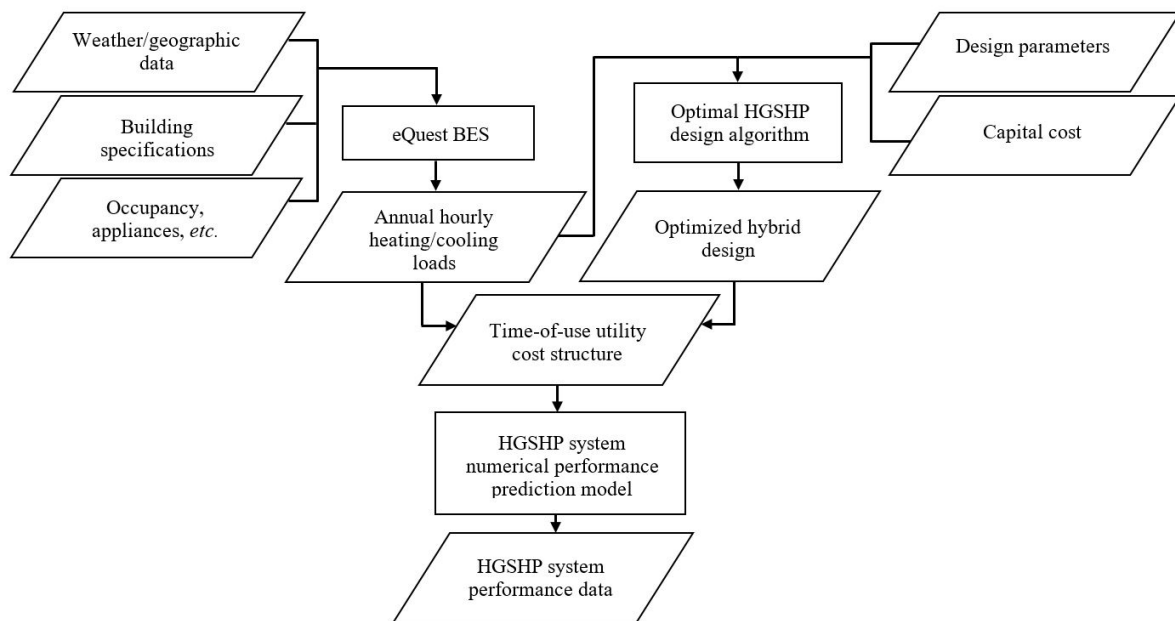 Weather/geographic
data
Design parameters
Building
specifications
eQuest BES
Optimal HGSHP
design algorithm
Capital cost
Occupancy,
appliances, etc.
Annual hourly
heating/cooling
loads
Optimized hybrid
design
Time-of-use utility
cost structure
HGSHP system
numerical performance
prediction model
HGSHP system
performance data